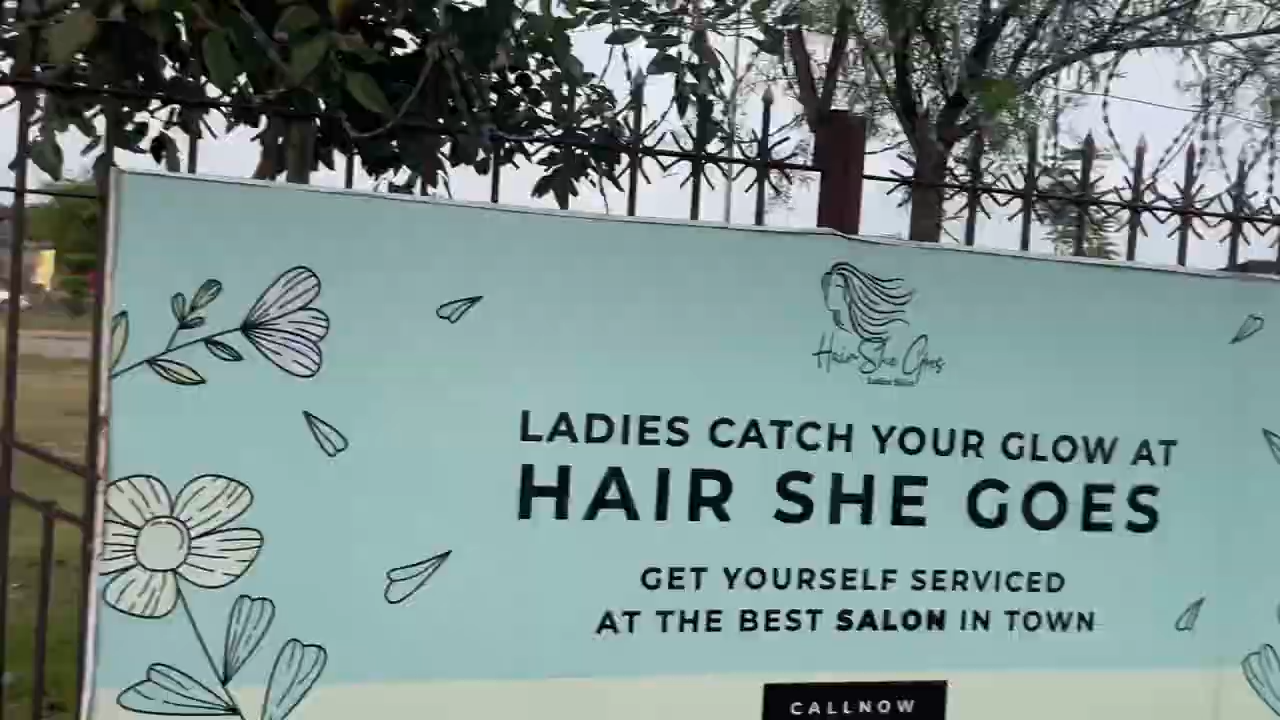 Hair She Goes
LADIES CATCH YOUR GLOW AT
HAIR SHE GOES
GET YOURSELF SERVICED
AT THE BEST SALON IN TOWN
CALLNOW